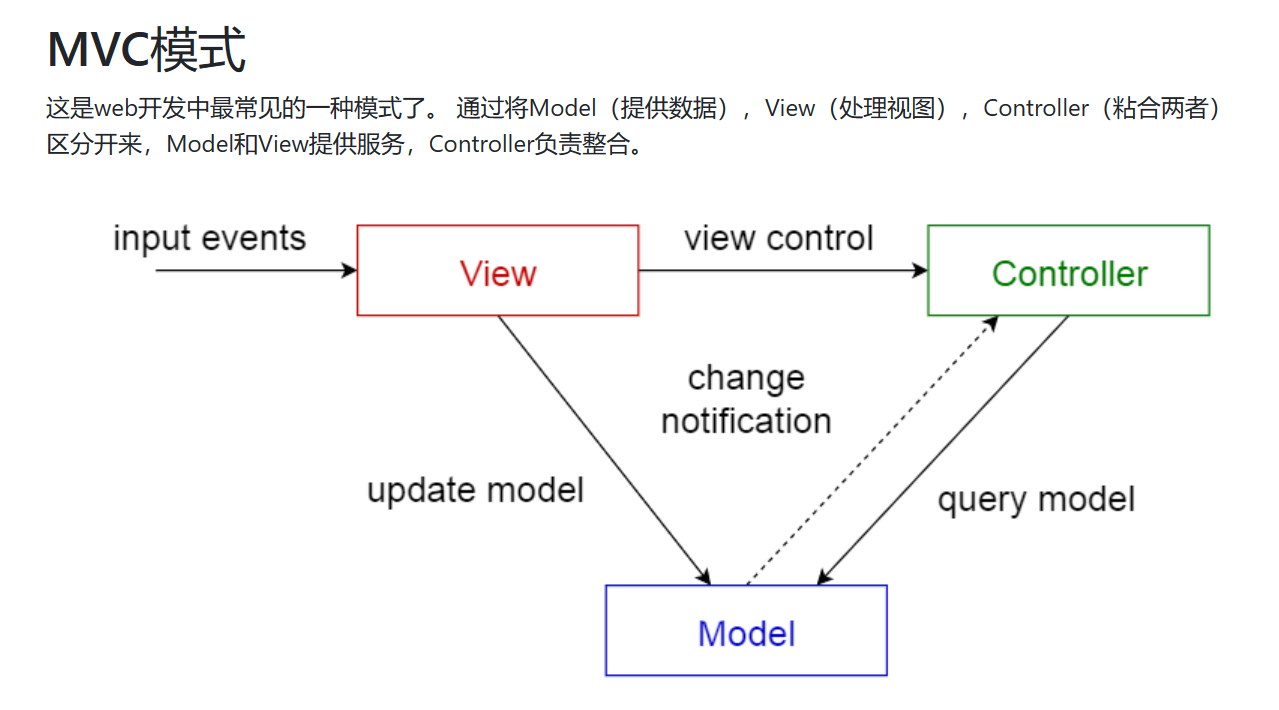 MVC模式
这是web开发中最常见的一种模式了。 通过将Model（提供数据），View（处理视图），Controller（粘合两者）
区分开来，Model和View提供服务，Controller负责整合。
input events
View
view control
Controller
change
notification
update model
query model
Model